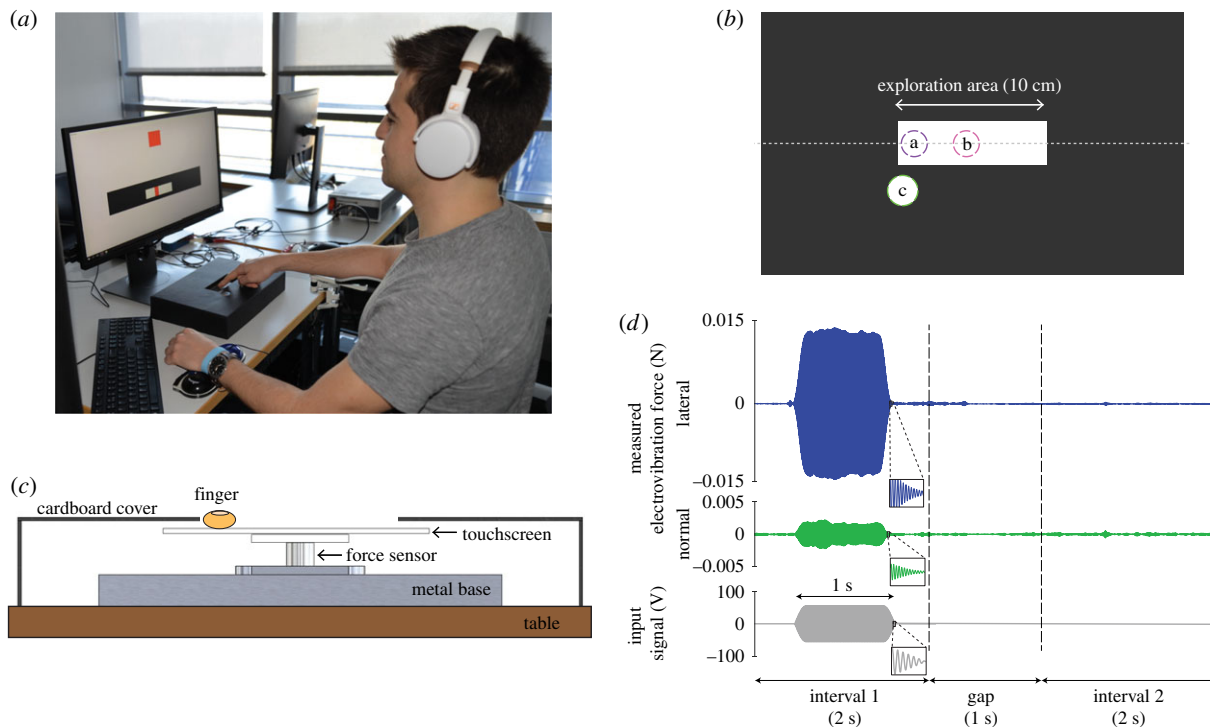 (a)
(b)
exploration area (10 cm)
a
b
c
(c)
cardboard cover
finger
touchscreen
force sensor
metal base
table
(d)
measured
electrovibration force (N)
lateral
normal
0.015
0
–0.015
0.005
0
–0.005
input
signal (V)
100
0
–100
1 s
interval 1
(2 s)
gap
(1 s)
interval 2
(2 s)